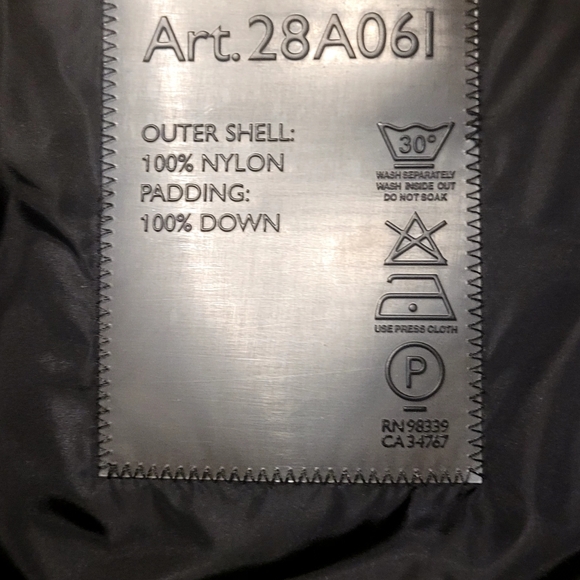 Art. 28A06I
OUTER SHELL:
100% NYLON
PADDING:
100% DOWN
30°
WASH SEPARATELY
WASH INSIDE OUT
DO NOT SOAK
USE PRESS CLOTH
P
RN 98339
CA 34767